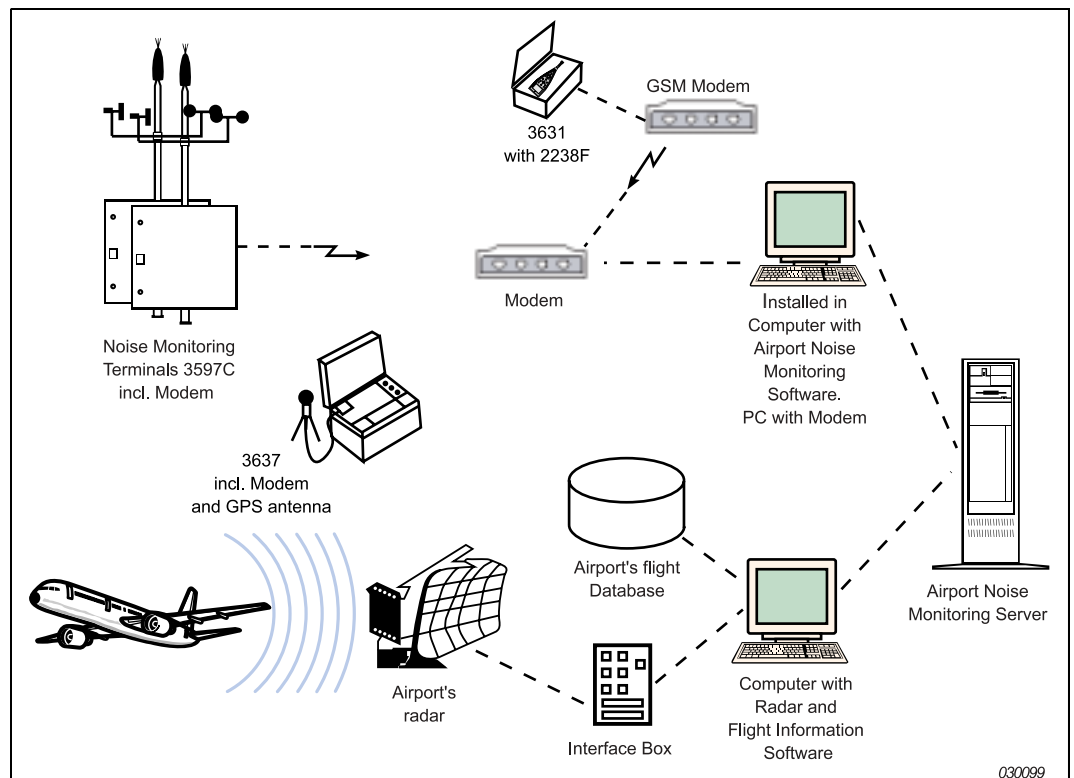 GSM Modem
3631
with 2238F
Modem
Installed in
Computer with
Airport Noise
Monitoring
Software.
PC with Modem
Noise Monitoring
Terminals 3597C
incl. Modem
3637
incl. Modem
and GPS antenna
Airport's flight
Database
Airport Noise
Monitoring Server
Airport's
radar
Interface Box
Computer with
Radar and
Flight Information
Software
030099